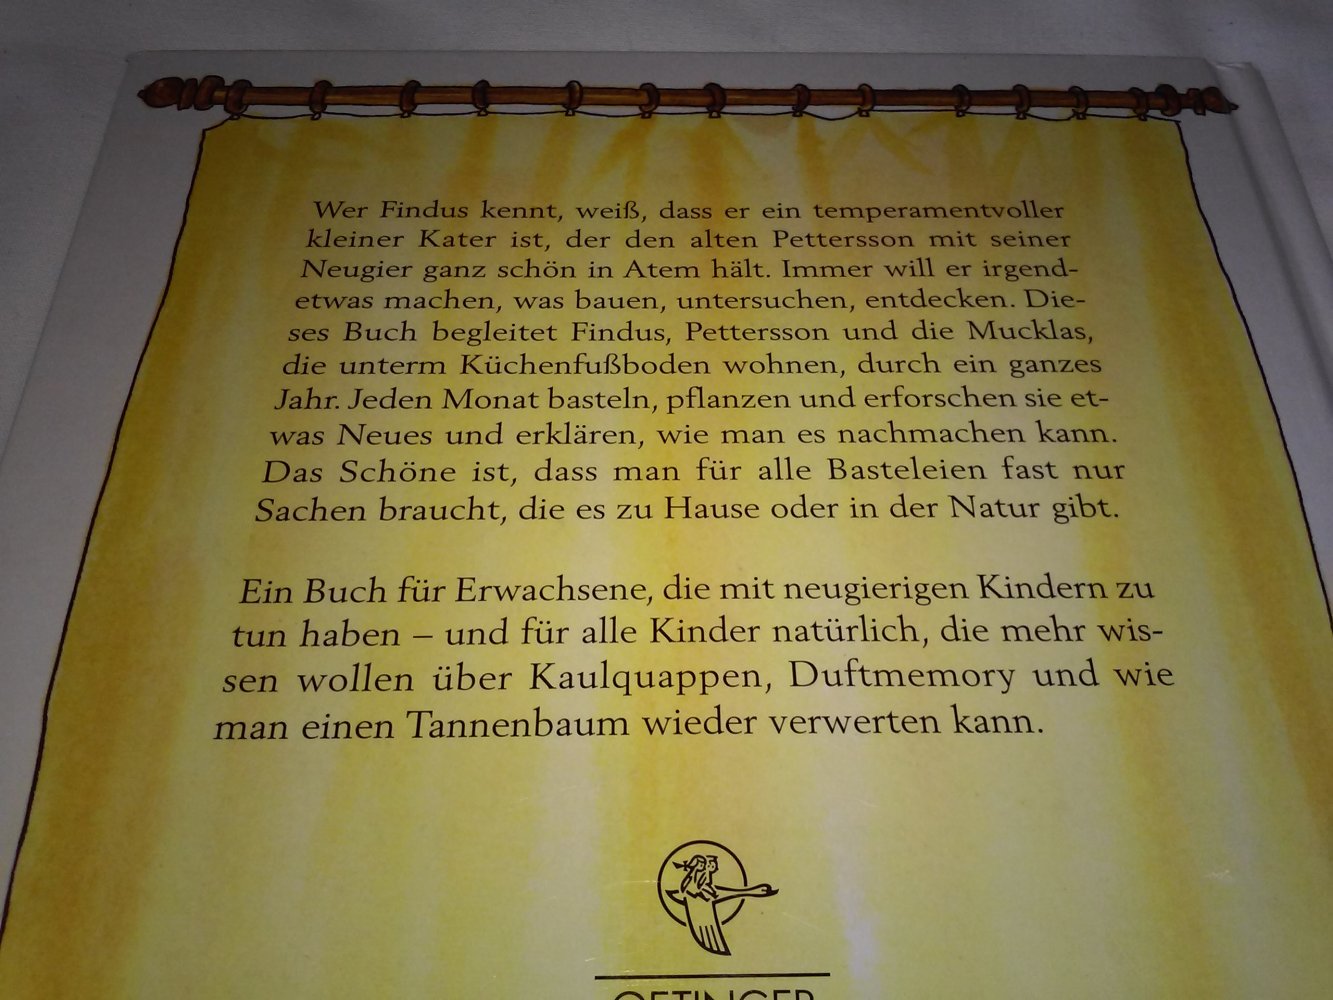 Wer Findus kennt, weiß, dass er ein temperamentvoller
kleiner Kater ist, der den alten Pettersson mit seiner
Neugier ganz schön in Atem hält. Immer will er irgend-
etwas machen, was bauen, untersuchen, entdecken. Die-
ses Buch begleitet Findus, Pettersson und die Mucklas,
die unterm Küchenfußboden wohnen, durch ein ganzes
Jahr. Jeden Monat basteln, pflanzen und erforschen sie et-
was Neues und erklären, wie man es nachmachen kann.
Das Schöne ist, dass man für alle Basteleien fast nur
Sachen braucht, die es zu Hause oder in der Natur gibt.
Ein Buch für Erwachsene, die mit neugierigen Kindern zu
tun haben – und für alle Kinder natürlich, die mehr wis-
sen wollen über Kaulquappen, Duftmemory und wie
man einen Tannenbaum wieder verwerten kann.
OETINGER